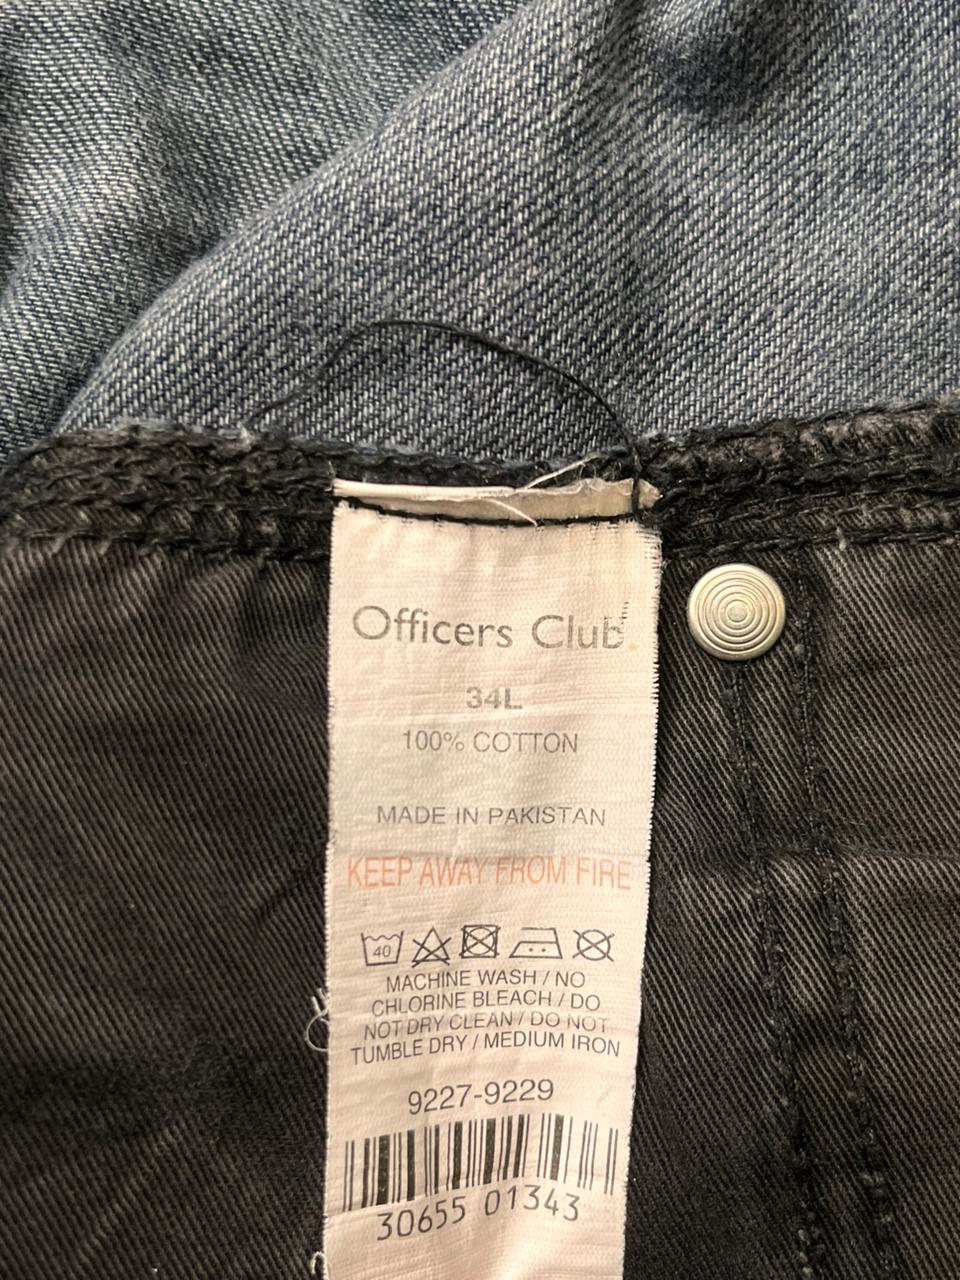 Officers Club.
34L
100% COTTON
MADE IN PAKISTAN
KEEP AWAY FROM FIRE
40
MACHINE WASH / NO
CHLORINE BLEACH / DO
NOT DRY CLEAN / DO NOT
TUMBLE DRY / MEDIUM IRON
9227-9229
30655 01343